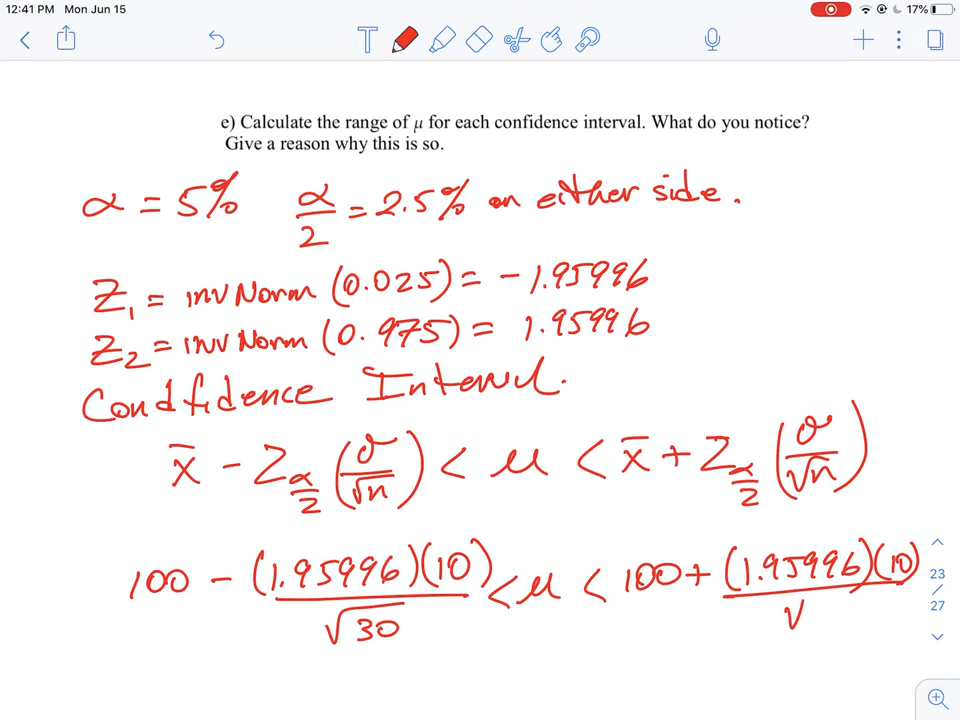 12:41 PM Mon Jun 15 17%
T
e) Calculate the range of μ for each confidence interval. What do you notice?
Give a reason why this is so.
α = 5% α/2 = 2.5% on either side.
Z₁ = invNorm (0.025) = -1.95996
Z₂ = invNorm (0.975) = 1.95996
Condfidence Interval.
x̄ - Z α/2 (σ/√n) < μ < x̄ + Z α/2 (σ/√n)
100 - (1.95996)(10)/√30 < μ < 100 + (1.95996)(10)/√
23
/
27